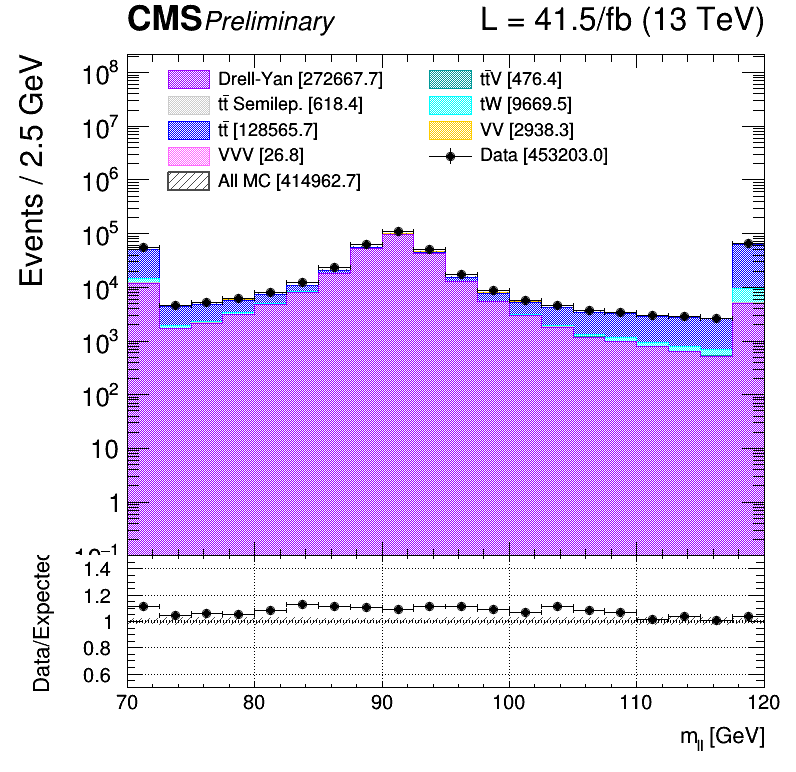 CMS Preliminary L = 41.5/fb (13 TeV)
Events / 2.5 GeV
10⁸
10⁷
10⁶
10⁵
10⁴
10³
10²
10
1
10⁻¹
Drell-Yan [272667.7]
tt̄ Semilep. [618.4]
tt̄ [128565.7]
VVV [26.8]
All MC [414962.7]
tt̄V [476.4]
tW [9669.5]
VV [2938.3]
Data [453203.0]
Data/Expected
1.4
1.2
1
0.8
0.6
70 80 90 100 110 120
m_ll [GeV]